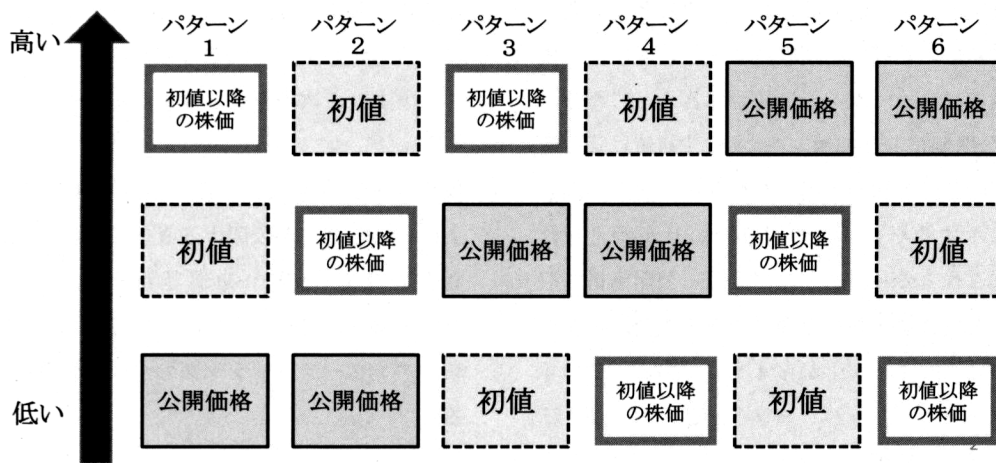 高い
パターン
1
パターン
2
パターン
3
パターン
4
パターン
5
パターン
6
初値以降
の株価
初値
初値以降
の株価
初値
公開価格
公開価格
初値
初値以降
の株価
公開価格
公開価格
初値以降
の株価
初値
低い
公開価格
公開価格
初値
初値以降
の株価
初値
初値以降
の株価
2